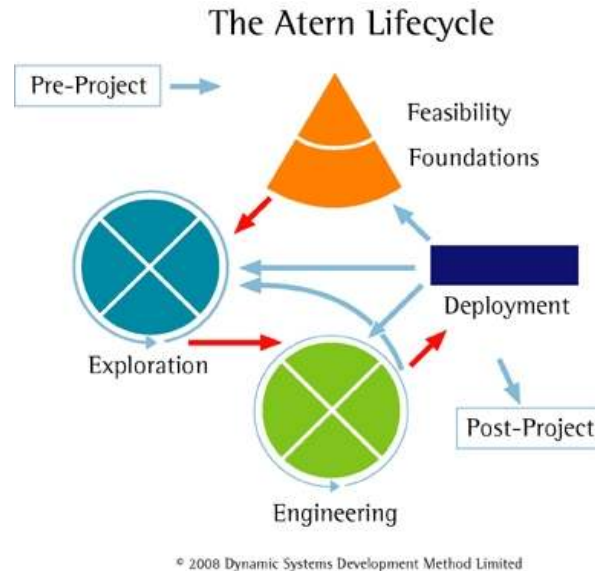 The Atern Lifecycle
Pre-Project
Feasibility
Foundations
Deployment
Exploration
Post-Project
Engineering
© 2008 Dynamic Systems Development Method Limited